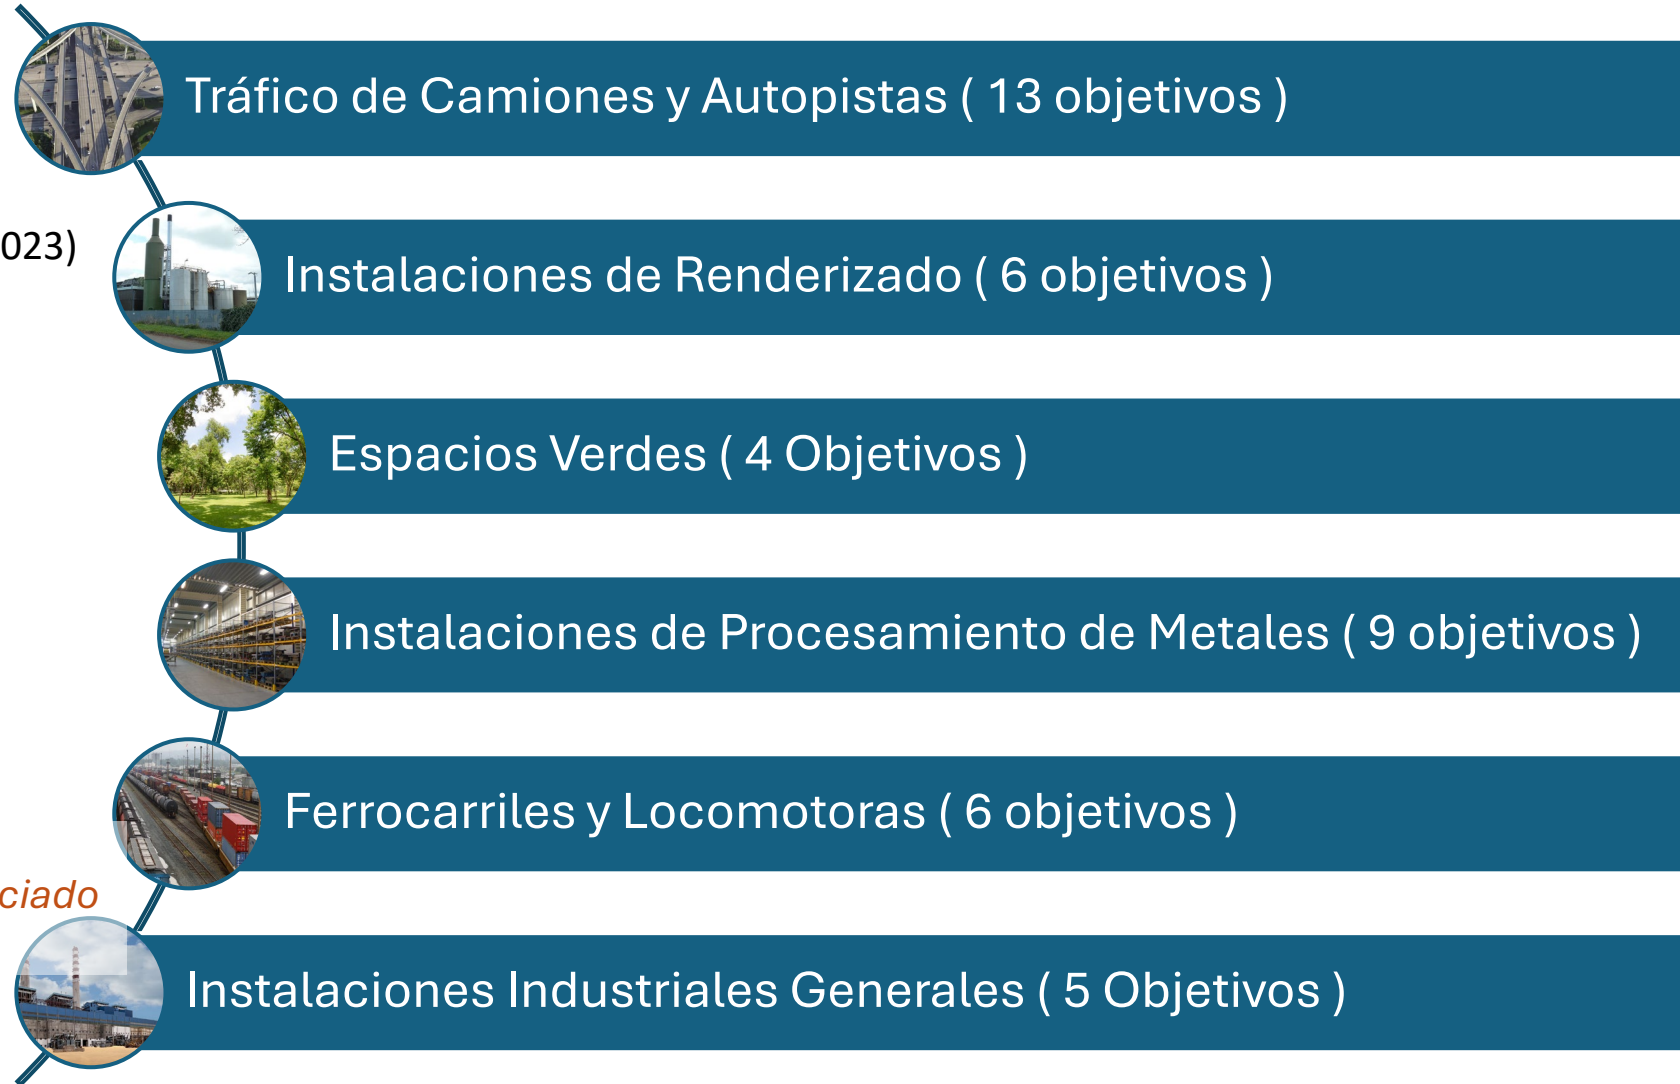 Tráfico de Camiones y Autopistas ( 13 objetivos )
023)
Instalaciones de Renderizado ( 6 objetivos )
Espacios Verdes ( 4 Objetivos )
Instalaciones de Procesamiento de Metales ( 9 objetivos )
Ferrocarriles y Locomotoras ( 6 objetivos )
ciado
Instalaciones Industriales Generales ( 5 Objetivos )